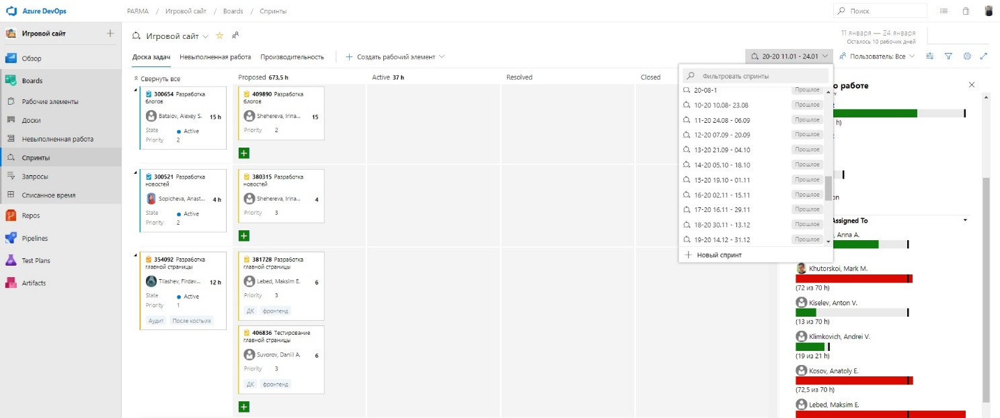 Azure DevOps
PARMA / Игровой сайт / Boards / Спринты
Поиск
Игровой сайт
Обзор
Boards
Рабочие элементы
Доски
Невыполненная работа
Спринты
Запросы
Списанное время
Repos
Pipelines
Test Plans
Artifacts
Игровой сайт
11 января — 24 января
Осталось 10 рабочих дней
Доска задач
Невыполненная работа
Производительность
Создать рабочий элемент
20-20 11.01 - 24.01
Пользователь: Все
Свернуть все
Proposed 673,5 h
Active 37 h
Resolved
Closed
300654 Разработка
блогов
Batalov, Alexey S. 15 h
State Active
Priority 2
409890 Разработка
блогов
Shehereva, Irina... 15
Priority 2
300521 Разработка
новостей
Sopicheva, Anast... 4 h
State Active
Priority 2
380315 Разработка
новостей
Shehereva, Irina... 4
Priority 3
354092 Разработка
главной страницы
Tilashev, Firdav... 12 h
State Active
Priority 1
Аудит После костыля
381728 Разработка
главной страницы
Lebed, Maksim E. 6
Priority 3
ДК фронтенд
406836 Тестирование
главной страницы
Suvorov, Daniil A. 6
Priority 3
ДК фронтенд
Фильтровать спринты
20-08-1 Прошлое
10-20 10.08- 23.08 Прошлое
11-20 24.08 - 06.09 Прошлое
12-20 07.09 - 20.09 Прошлое
13-20 21.09 - 04.10 Прошлое
14-20 05.10 - 18.10 Прошлое
15-20 19.10 - 01.11 Прошлое
16-20 02.11 - 15.11 Прошлое
17-20 16.11 - 29.11 Прошлое
18-20 30.11 - 13.12 Прошлое
19-20 14.12 - 31.12 Прошлое
Новый спринт
о работе
h)
on
Assigned To
, Anna A.
Khutorskoi, Mark M.
(72 из 70 h)
Kiselev, Anton V.
(13 из 70 h)
Klimkovich, Andrei V.
(19 из 21 h)
Kosov, Anatoly E.
(72,5 из 70 h)
Lebed, Maksim E.